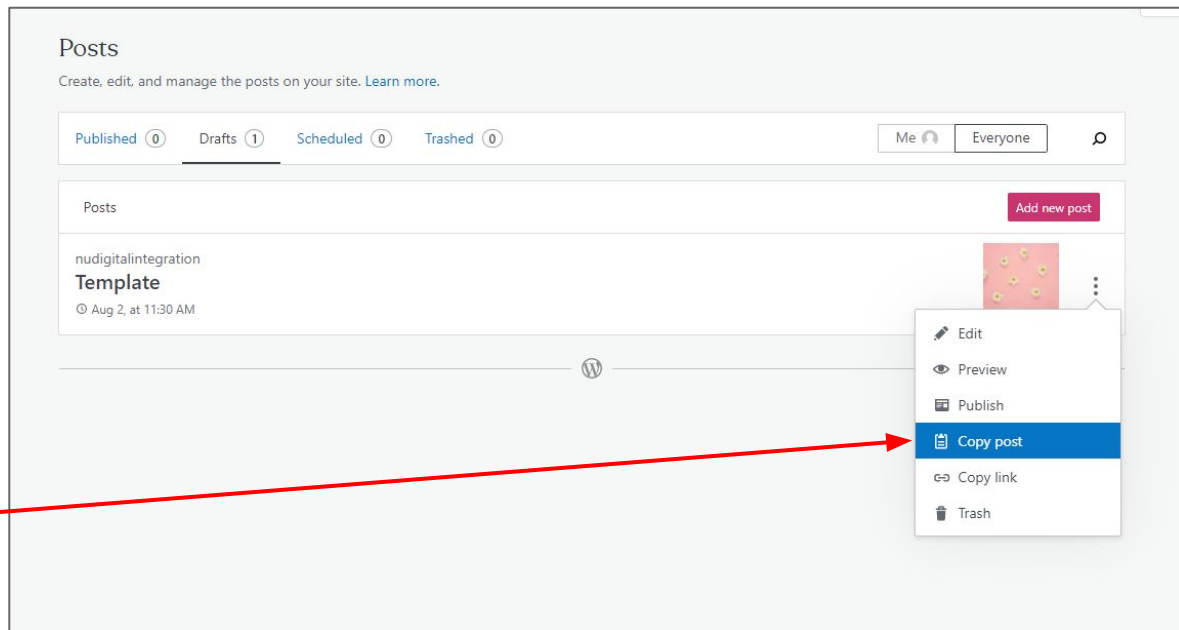 Posts
Create, edit, and manage the posts on your site. Learn more.
Published 0 Drafts 1 Scheduled 0 Trashed 0 Me Everyone
Posts Add new post
nudigitalintegration
Template
Aug 2, at 11:30 AM
Edit
Preview
Publish
Copy post
Copy link
Trash